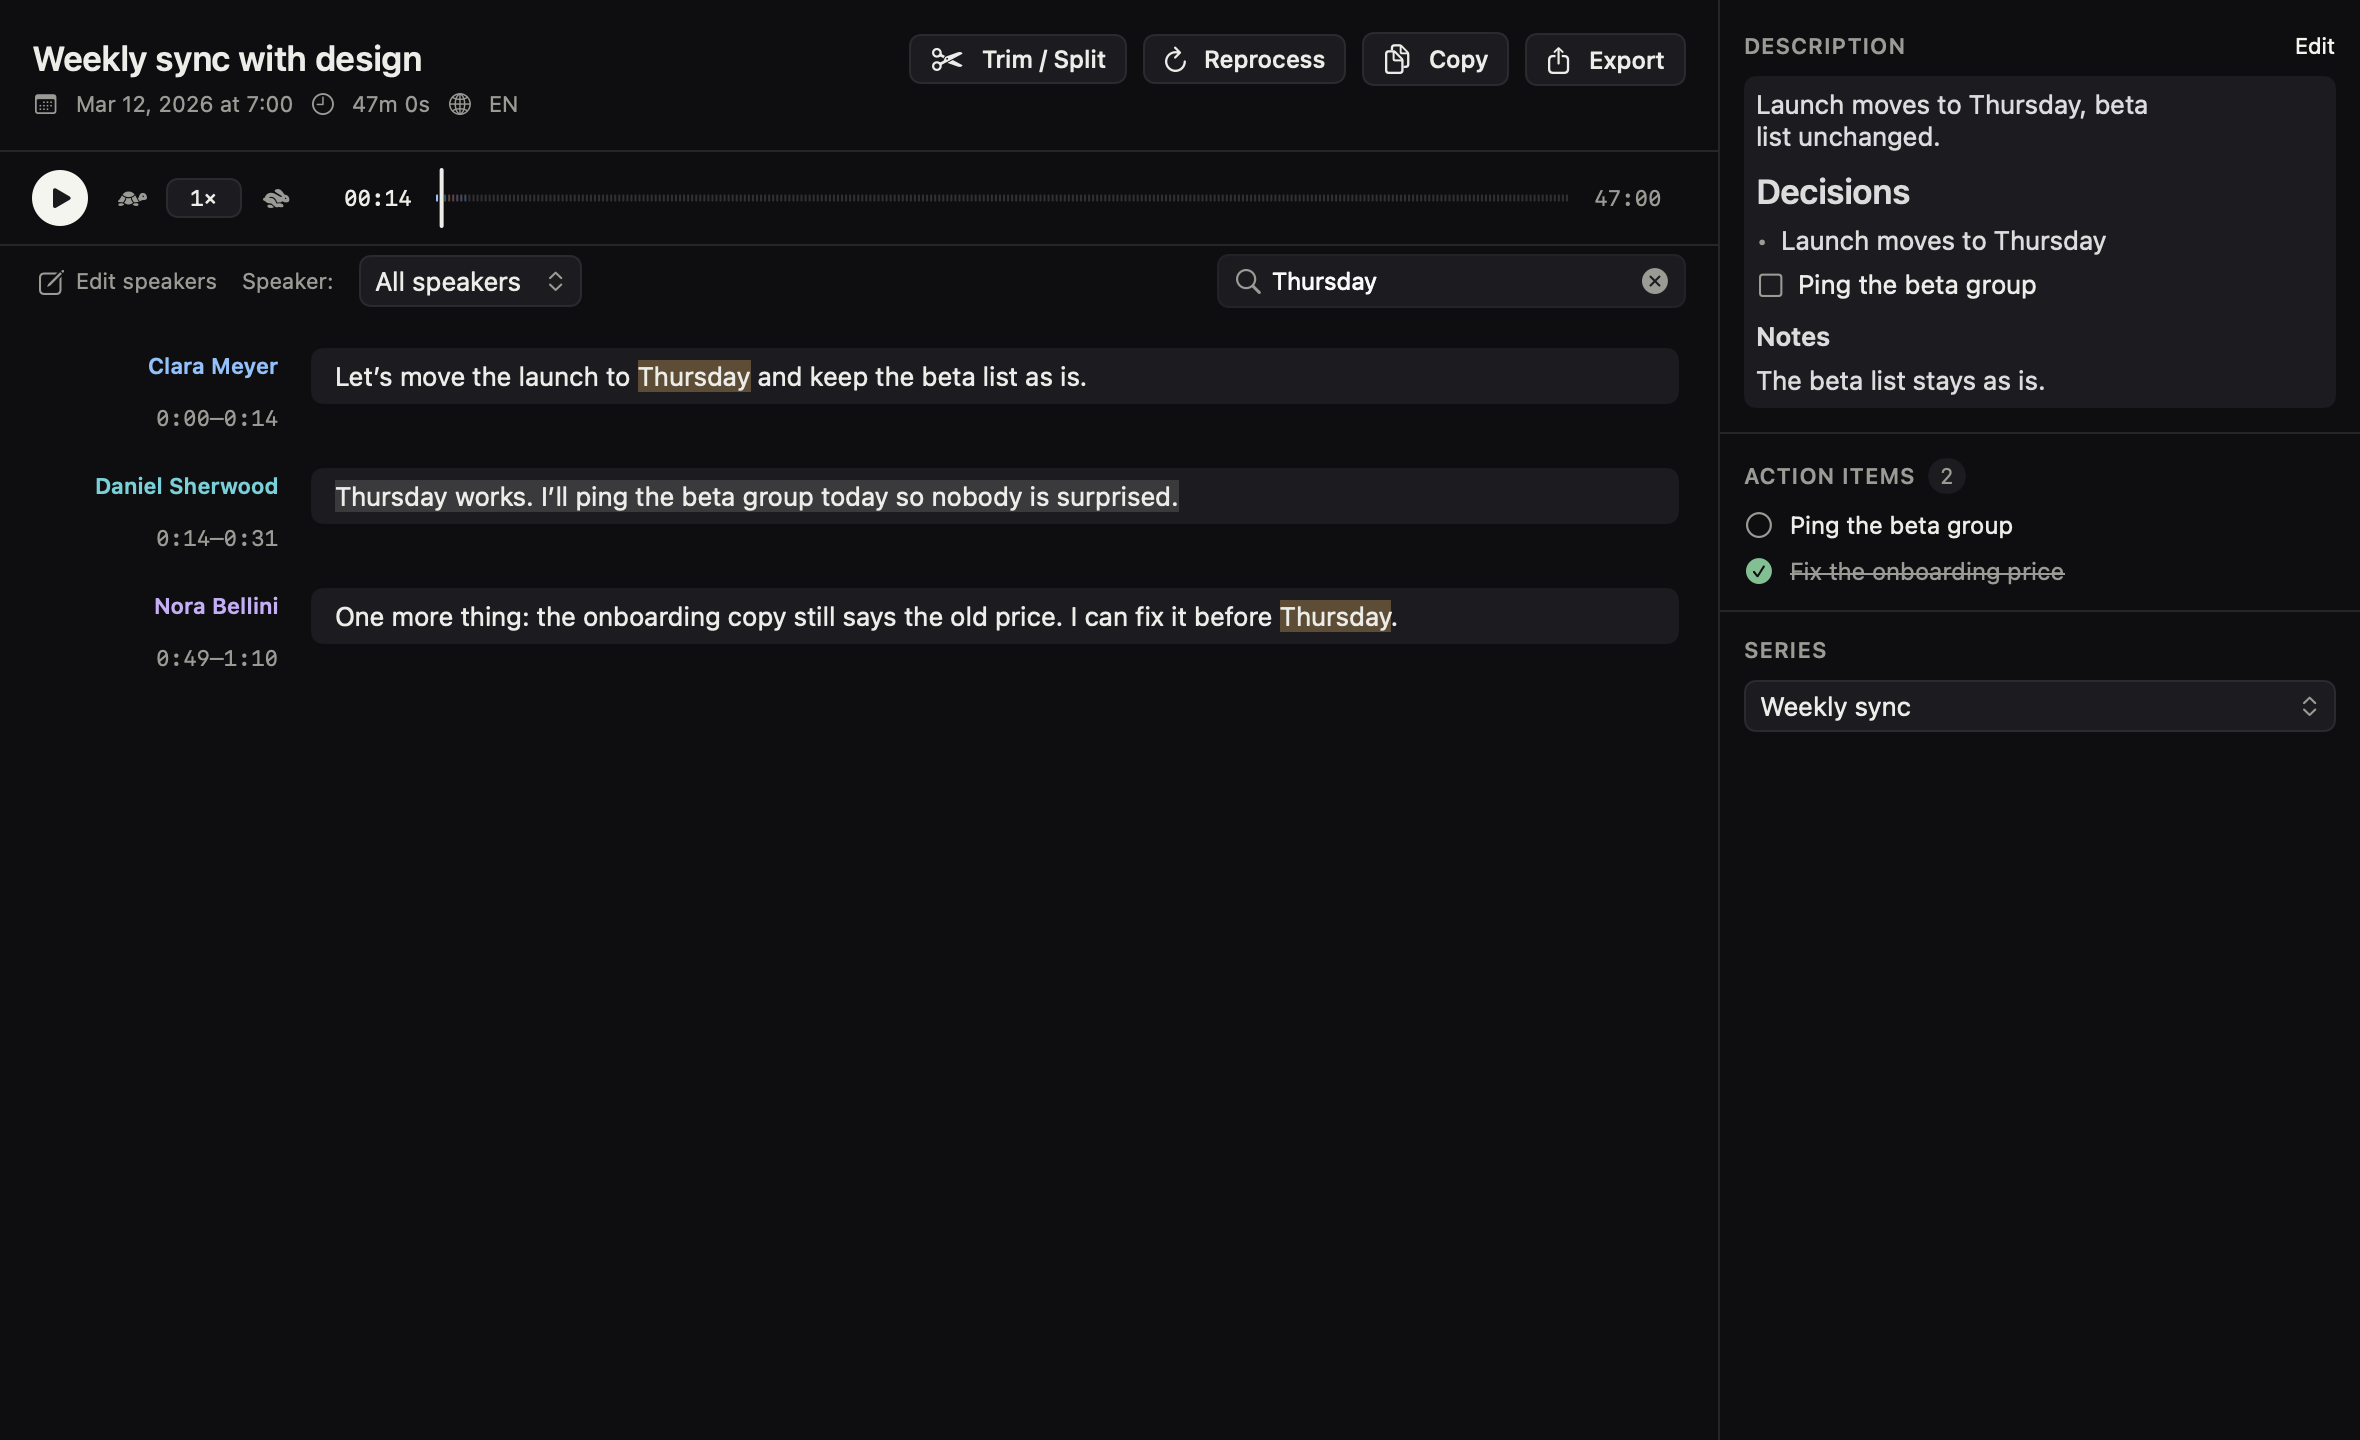 Weekly sync with design
Mar 12, 2026 at 7:00 47m 0s EN
Trim / Split Reprocess Copy Export
1× 00:14 47:00
Edit speakers Speaker: All speakers Thursday
Clara Meyer
0:00–0:14
Let’s move the launch to Thursday and keep the beta list as is.
Daniel Sherwood
0:14–0:31
Thursday works. I’ll ping the beta group today so nobody is surprised.
Nora Bellini
0:49–1:10
One more thing: the onboarding copy still says the old price. I can fix it before Thursday.
DESCRIPTION Edit
Launch moves to Thursday, beta
list unchanged.
Decisions
• Launch moves to Thursday
Ping the beta group
Notes
The beta list stays as is.
ACTION ITEMS 2
Ping the beta group
Fix the onboarding price
SERIES
Weekly sync